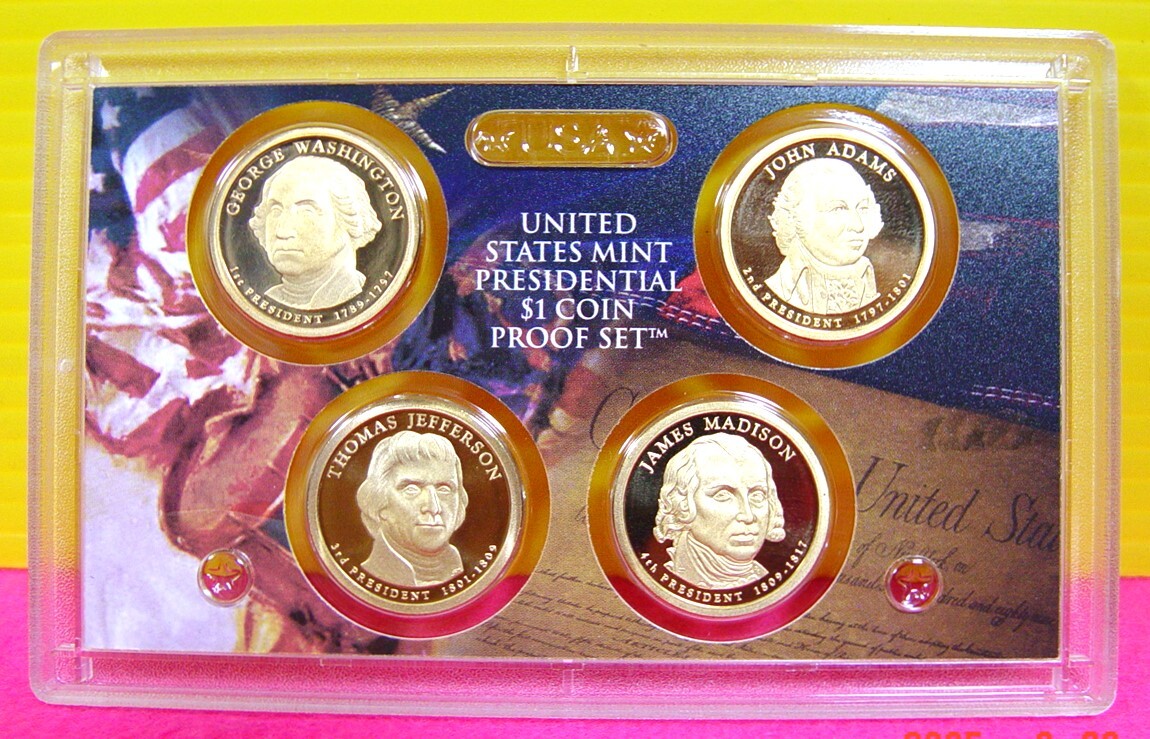 USA
GEORGE WASHINGTON
1st PRESIDENT 1789-1797
JOHN ADAMS
2nd PRESIDENT 1797-1801
UNITED
STATES MINT
PRESIDENTIAL
$1 COIN
PROOF SET™
THOMAS JEFFERSON
3rd PRESIDENT 1801-1809
JAMES MADISON
4th PRESIDENT 1809-1817
United Sta